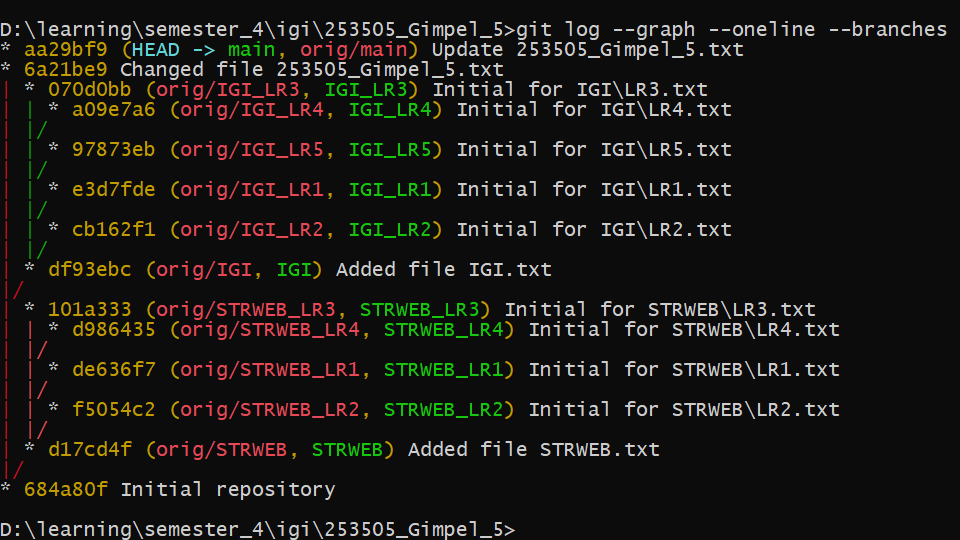 D:\learning\semester_4\igi\253505_Gimpel_5>git log --graph --oneline --branches
* aa29bf9 (HEAD -> main, orig/main) Update 253505_Gimpel_5.txt
* 6a21be9 Changed file 253505_Gimpel_5.txt
| * 070d0bb (orig/IGI_LR3, IGI_LR3) Initial for IGI\LR3.txt
| | * a09e7a6 (orig/IGI_LR4, IGI_LR4) Initial for IGI\LR4.txt
| |/
| | * 97873eb (orig/IGI_LR5, IGI_LR5) Initial for IGI\LR5.txt
| |/
| | * e3d7fde (orig/IGI_LR1, IGI_LR1) Initial for IGI\LR1.txt
| |/
| | * cb162f1 (orig/IGI_LR2, IGI_LR2) Initial for IGI\LR2.txt
| |/
| * df93ebc (orig/IGI, IGI) Added file IGI.txt
|/
| * 101a333 (orig/STRWEB_LR3, STRWEB_LR3) Initial for STRWEB\LR3.txt
| | * d986435 (orig/STRWEB_LR4, STRWEB_LR4) Initial for STRWEB\LR4.txt
| |/
| | * de636f7 (orig/STRWEB_LR1, STRWEB_LR1) Initial for STRWEB\LR1.txt
| |/
| | * f5054c2 (orig/STRWEB_LR2, STRWEB_LR2) Initial for STRWEB\LR2.txt
| |/
| * d17cd4f (orig/STRWEB, STRWEB) Added file STRWEB.txt
|/
* 684a80f Initial repository
D:\learning\semester_4\igi\253505_Gimpel_5>